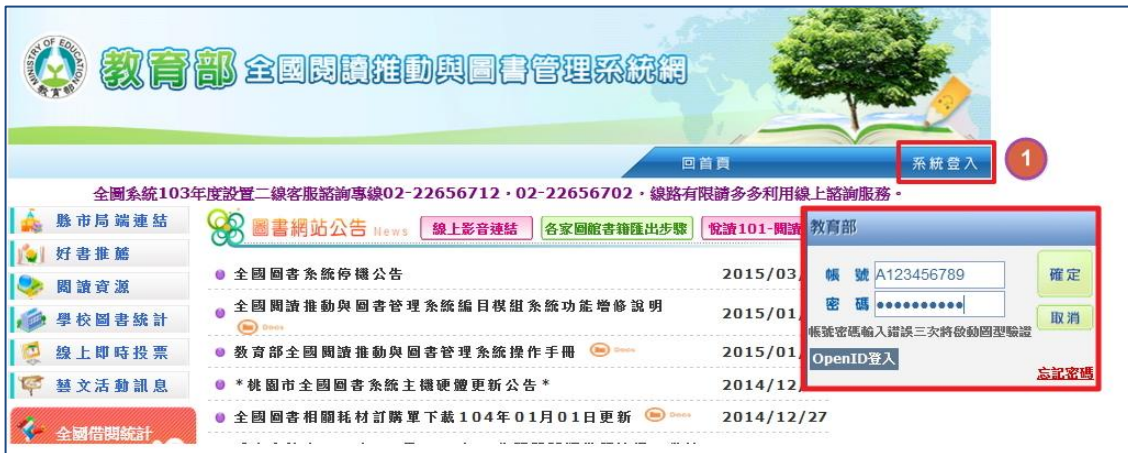 MINISTRY OF EDUCATION
教育部
教育部 全國閱讀推動與圖書管理系統網
回首頁
系統登入
1
全圖系統103年度設置二線客服諮詢專線02-22656712，02-22656702，線路有限請多多利用線上諮詢服務。
縣市局端連結
好書推薦
閱讀資源
學校圖書統計
線上即時投票
藝文活動訊息
全國借閱統計
圖書網站公告 News
線上影音連結
各家圖館書籍匯出步驟
悅讀101-閱讀
全國圖書系統停機公告 2015/03/
全國閱讀推動與圖書管理系統編目模組系統功能增修說明 2015/01/
教育部全國閱讀推動與圖書管理系統操作手冊 2015/01/
*桃園市全國圖書系統主機硬體更新公告* 2014/12/
全國圖書相關耗材訂購單下載104年01月01日更新 2014/12/27
教育部
帳 號 A123456789
確定
密 碼 ●●●●●●●●●●
取消
帳號密碼輸入錯誤三次將啟動圖型驗證
OpenID登入
忘記密碼